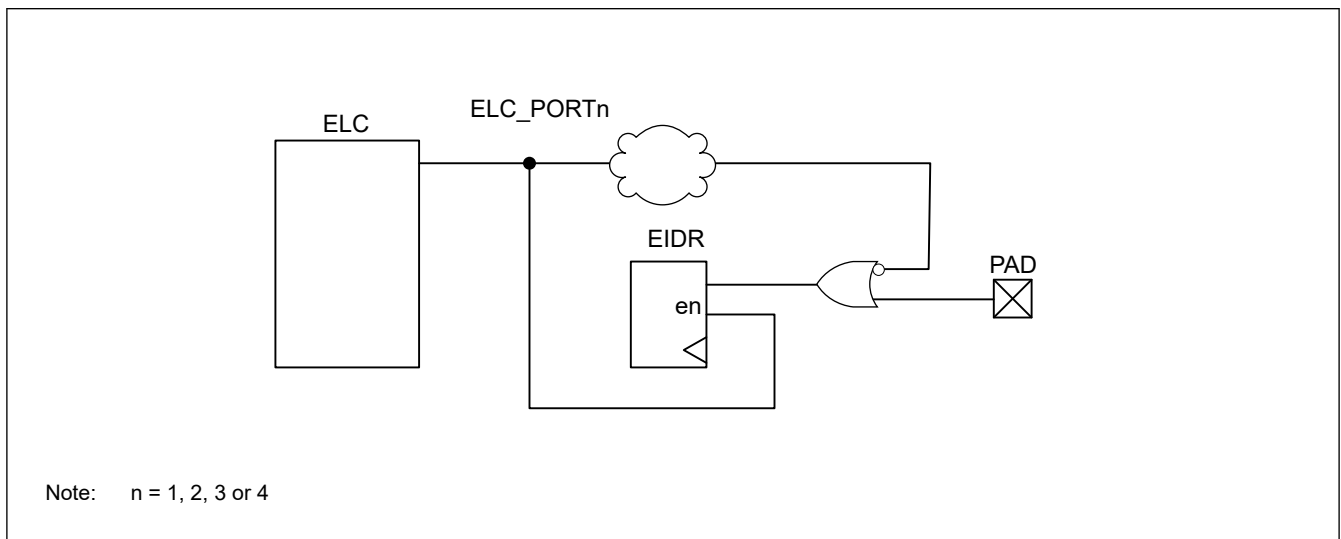 ELC_PORTn
ELC
EIDR
PAD
en
Note: n = 1, 2, 3 or 4